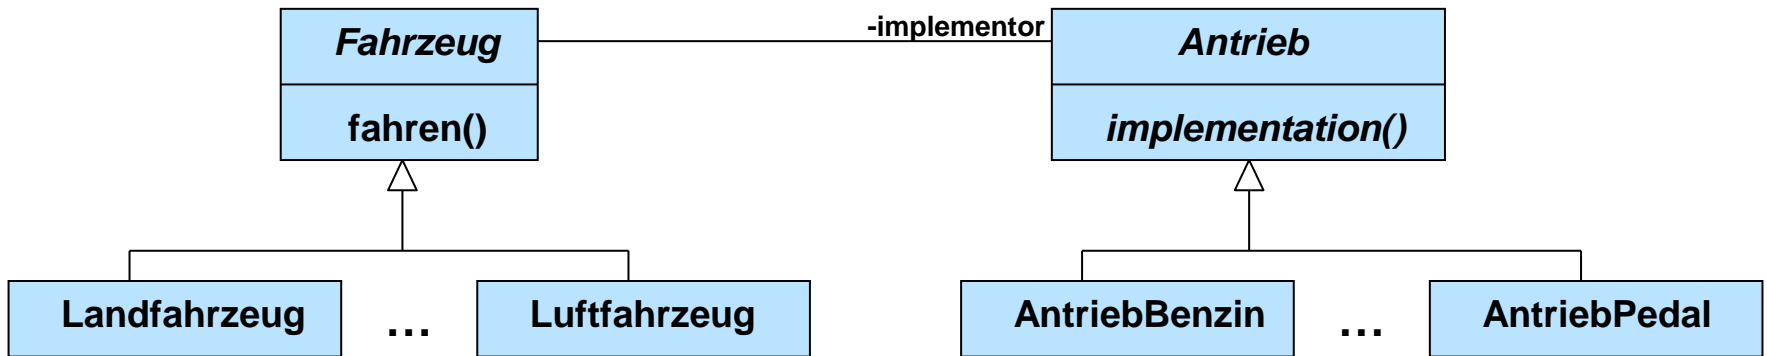 Fahrzeug
-implementor
Antrieb
fahren()
implementation()
Landfahrzeug
...
Luftfahrzeug
AntriebBenzin
...
AntriebPedal